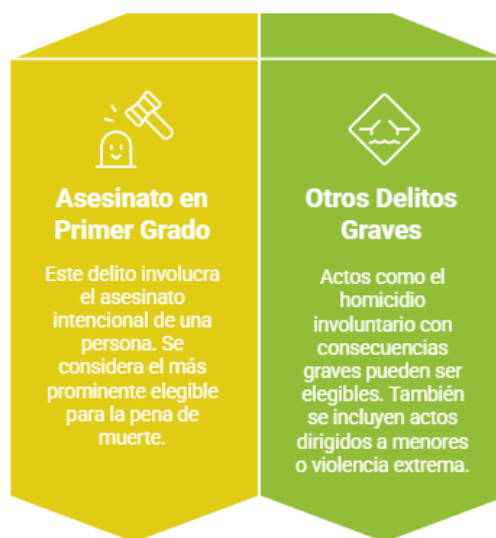 Asesinato en
Primer Grado
Este delito involucra
el asesinato
intencional de una
persona. Se
considera el más
prominente elegible
para la pena de
muerte.
Otros Delitos
Graves
Actos como el
homicidio
involuntario con
consecuencias
graves pueden ser
elegibles. También
se incluyen actos
dirigidos a menores
o violencia extrema.